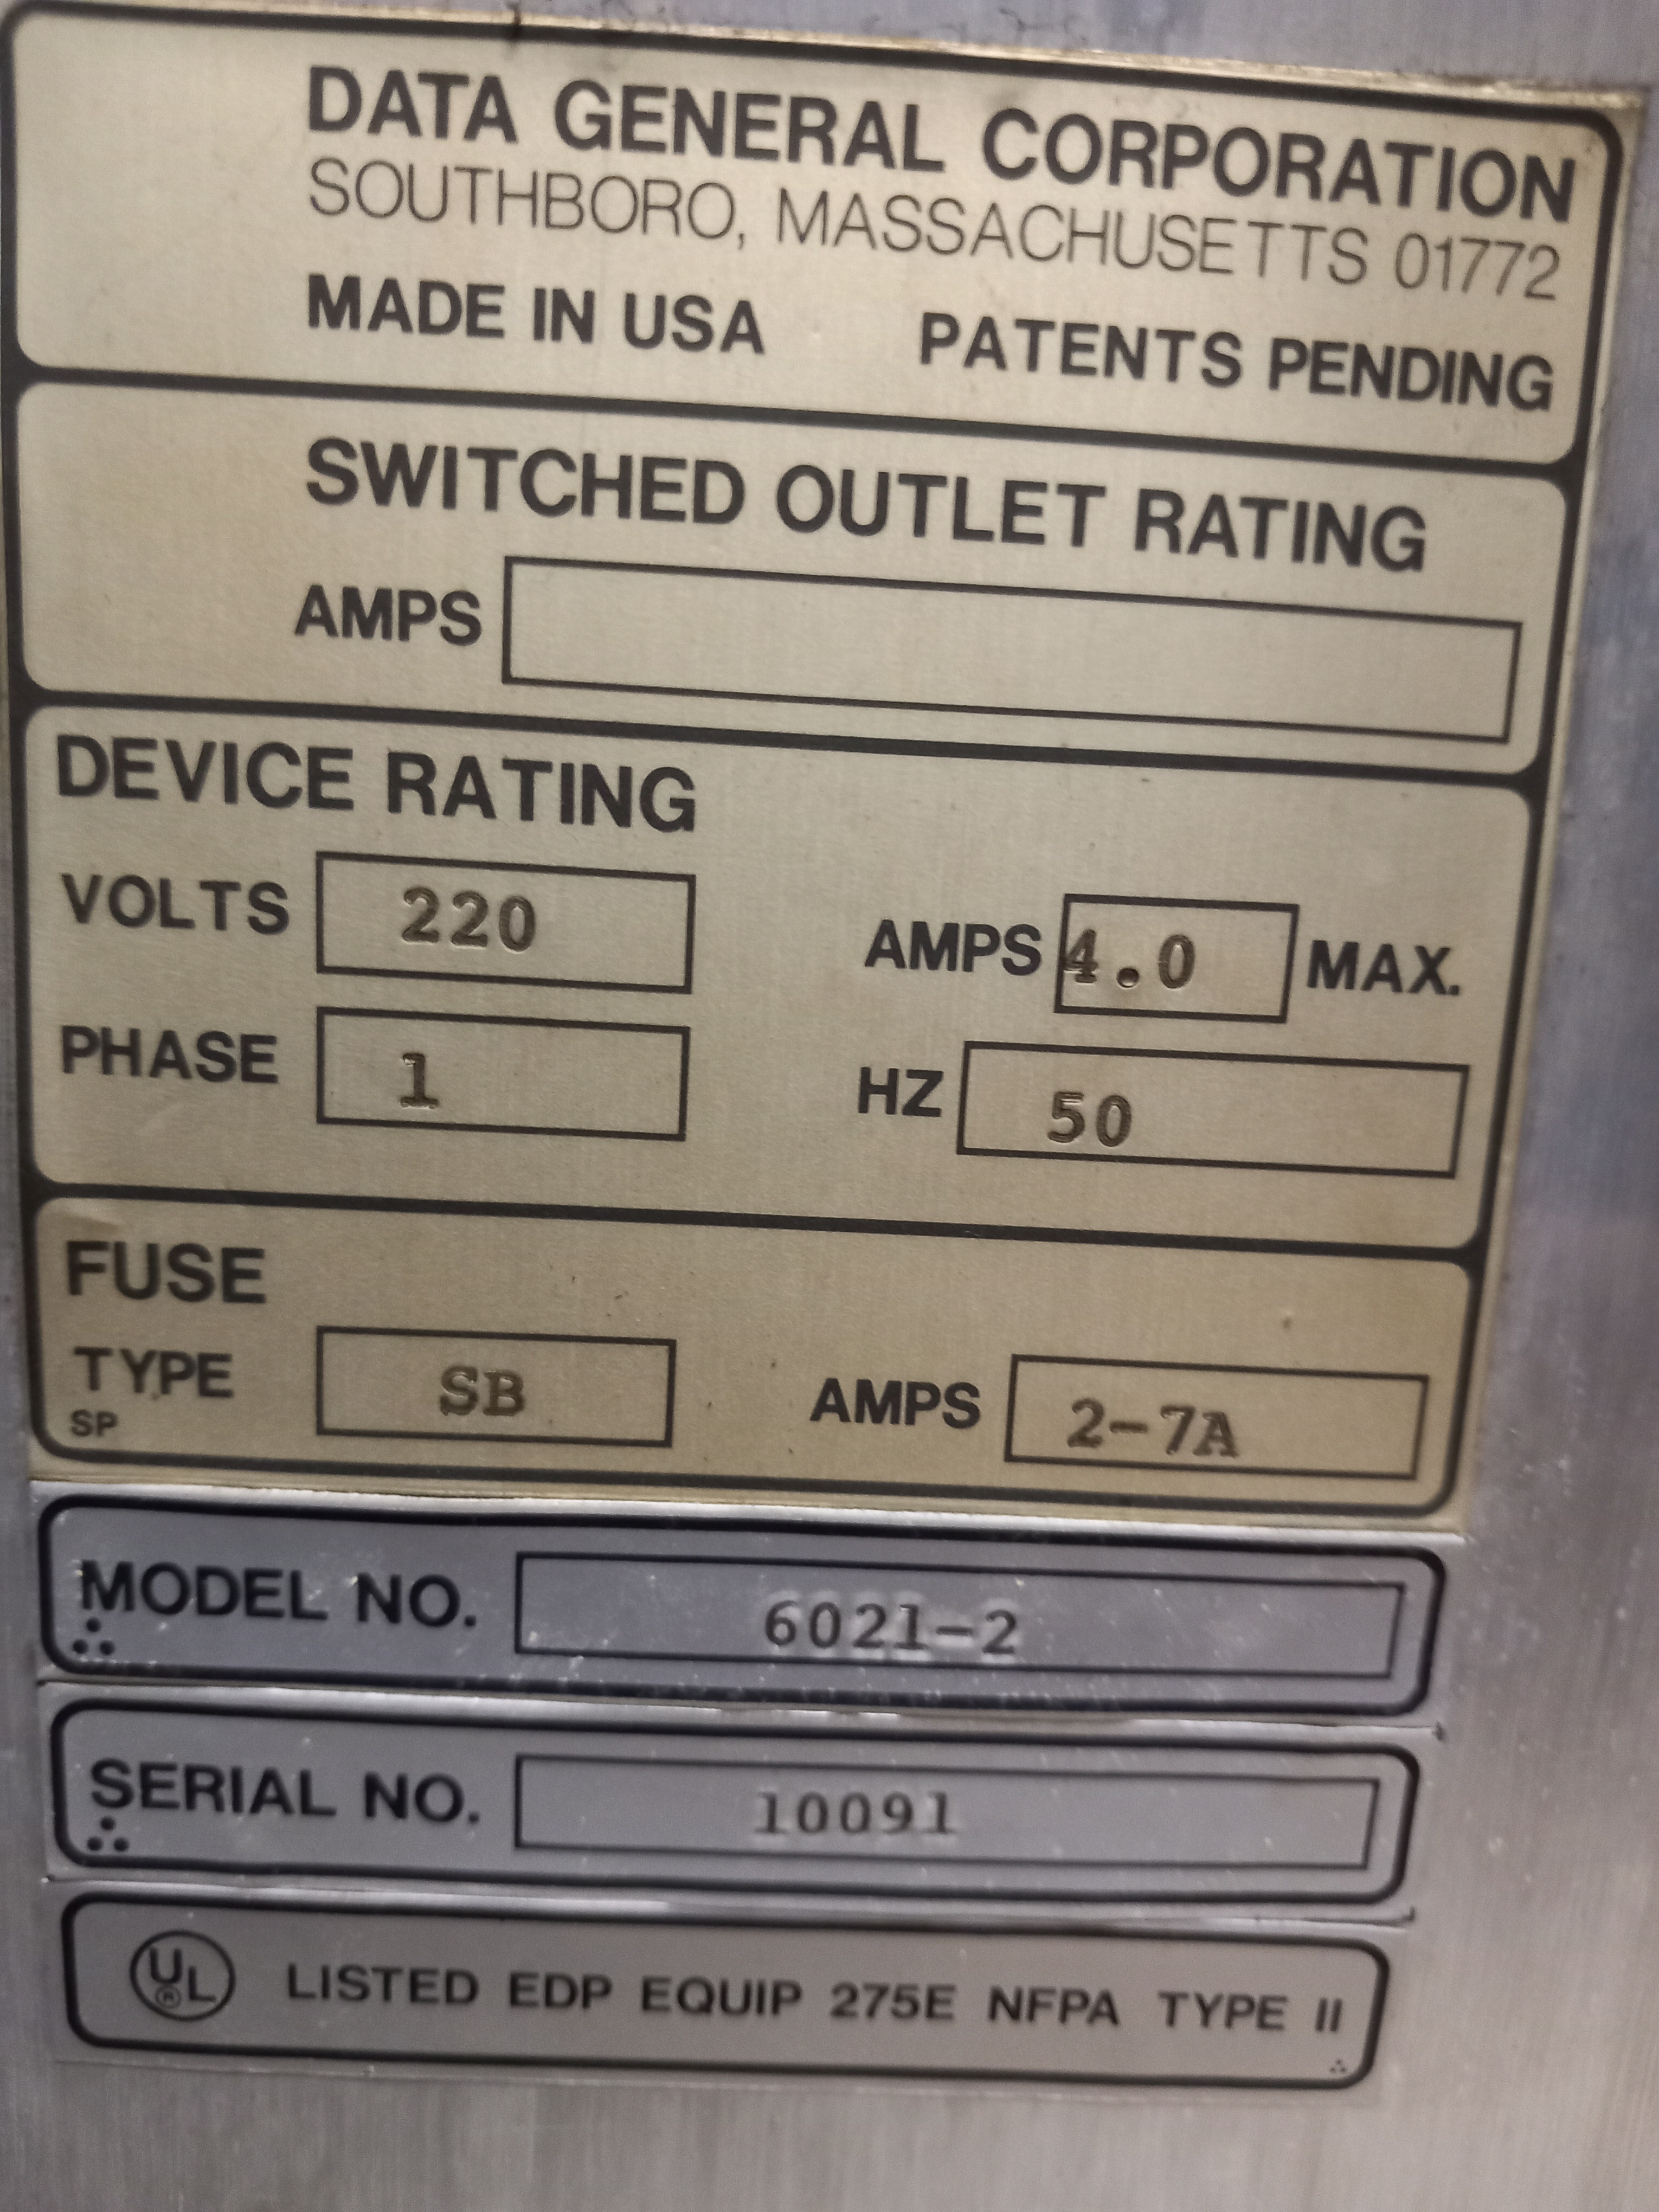 DATA GENERAL CORPORATION
SOUTHBORO, MASSACHUSETTS 01772
MADE IN USA PATENTS PENDING
SWITCHED OUTLET RATING
AMPS
DEVICE RATING
VOLTS 220 AMPS 4.0 MAX.
PHASE 1 HZ 50
FUSE
TYPE SB AMPS 2-7A
SP
MODEL NO. 6021-2
SERIAL NO. 10091
UL® LISTED EDP EQUIP 275E NFPA TYPE II